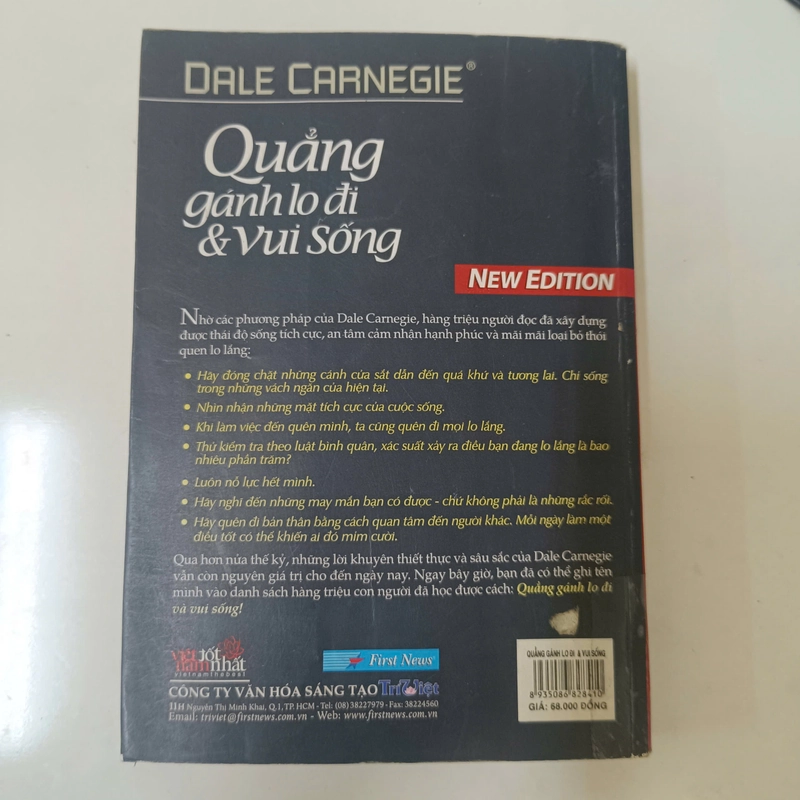 DALE CARNEGIE®
Quẳng
gánh lo đi
& Vui Sống
NEW EDITION
Nhờ các phương pháp của Dale Carnegie, hàng triệu người đọc đã xây dựng
được thái độ sống tích cực, an tâm cảm nhận hạnh phúc và mãi mãi loại bỏ thói
quen lo lắng:
• Hãy đóng chặt những cánh cửa sắt dẫn đến quá khứ và tương lai. Chỉ sống
trong những vách ngăn của hiện tại.
• Nhìn nhận những mặt tích cực của cuộc sống.
• Khi làm việc đến quên mình, ta cũng quên đi mọi lo lắng.
• Thử kiểm tra theo luật bình quân, xác suất xảy ra điều bạn đang lo lắng là bao
nhiêu phần trăm?
• Luôn nỗ lực hết mình.
• Hãy nghĩ đến những may mắn bạn có được - chứ không phải là những rắc rối.
• Hãy quên đi bản thân bằng cách quan tâm đến người khác. Mỗi ngày làm một
điều tốt có thể khiến ai đó mỉm cười.
Qua hơn nửa thế kỷ, những lời khuyên thiết thực và sâu sắc của Dale Carnegie
vẫn còn nguyên giá trị cho đến ngày nay. Ngay bây giờ, bạn đã có thể ghi tên
mình vào danh sách hàng triệu con người đã học được cách: Quẳng gánh lo đi
và vui sống!
việt tốt
nam nhất
vietnamthebest
First News
CÔNG TY VĂN HÓA SÁNG TẠO Trí Việt
11H Nguyễn Thị Minh Khai, Q.1, TP. HCM - Tel: (08) 38227979 - Fax: 38224560
Email: triviet@firstnews.com.vn - Web: www.firstnews.com.vn
QUẲNG GÁNH LO ĐI & VUI SỐNG
8 935086 828410
GIÁ: 68.000 ĐỒNG